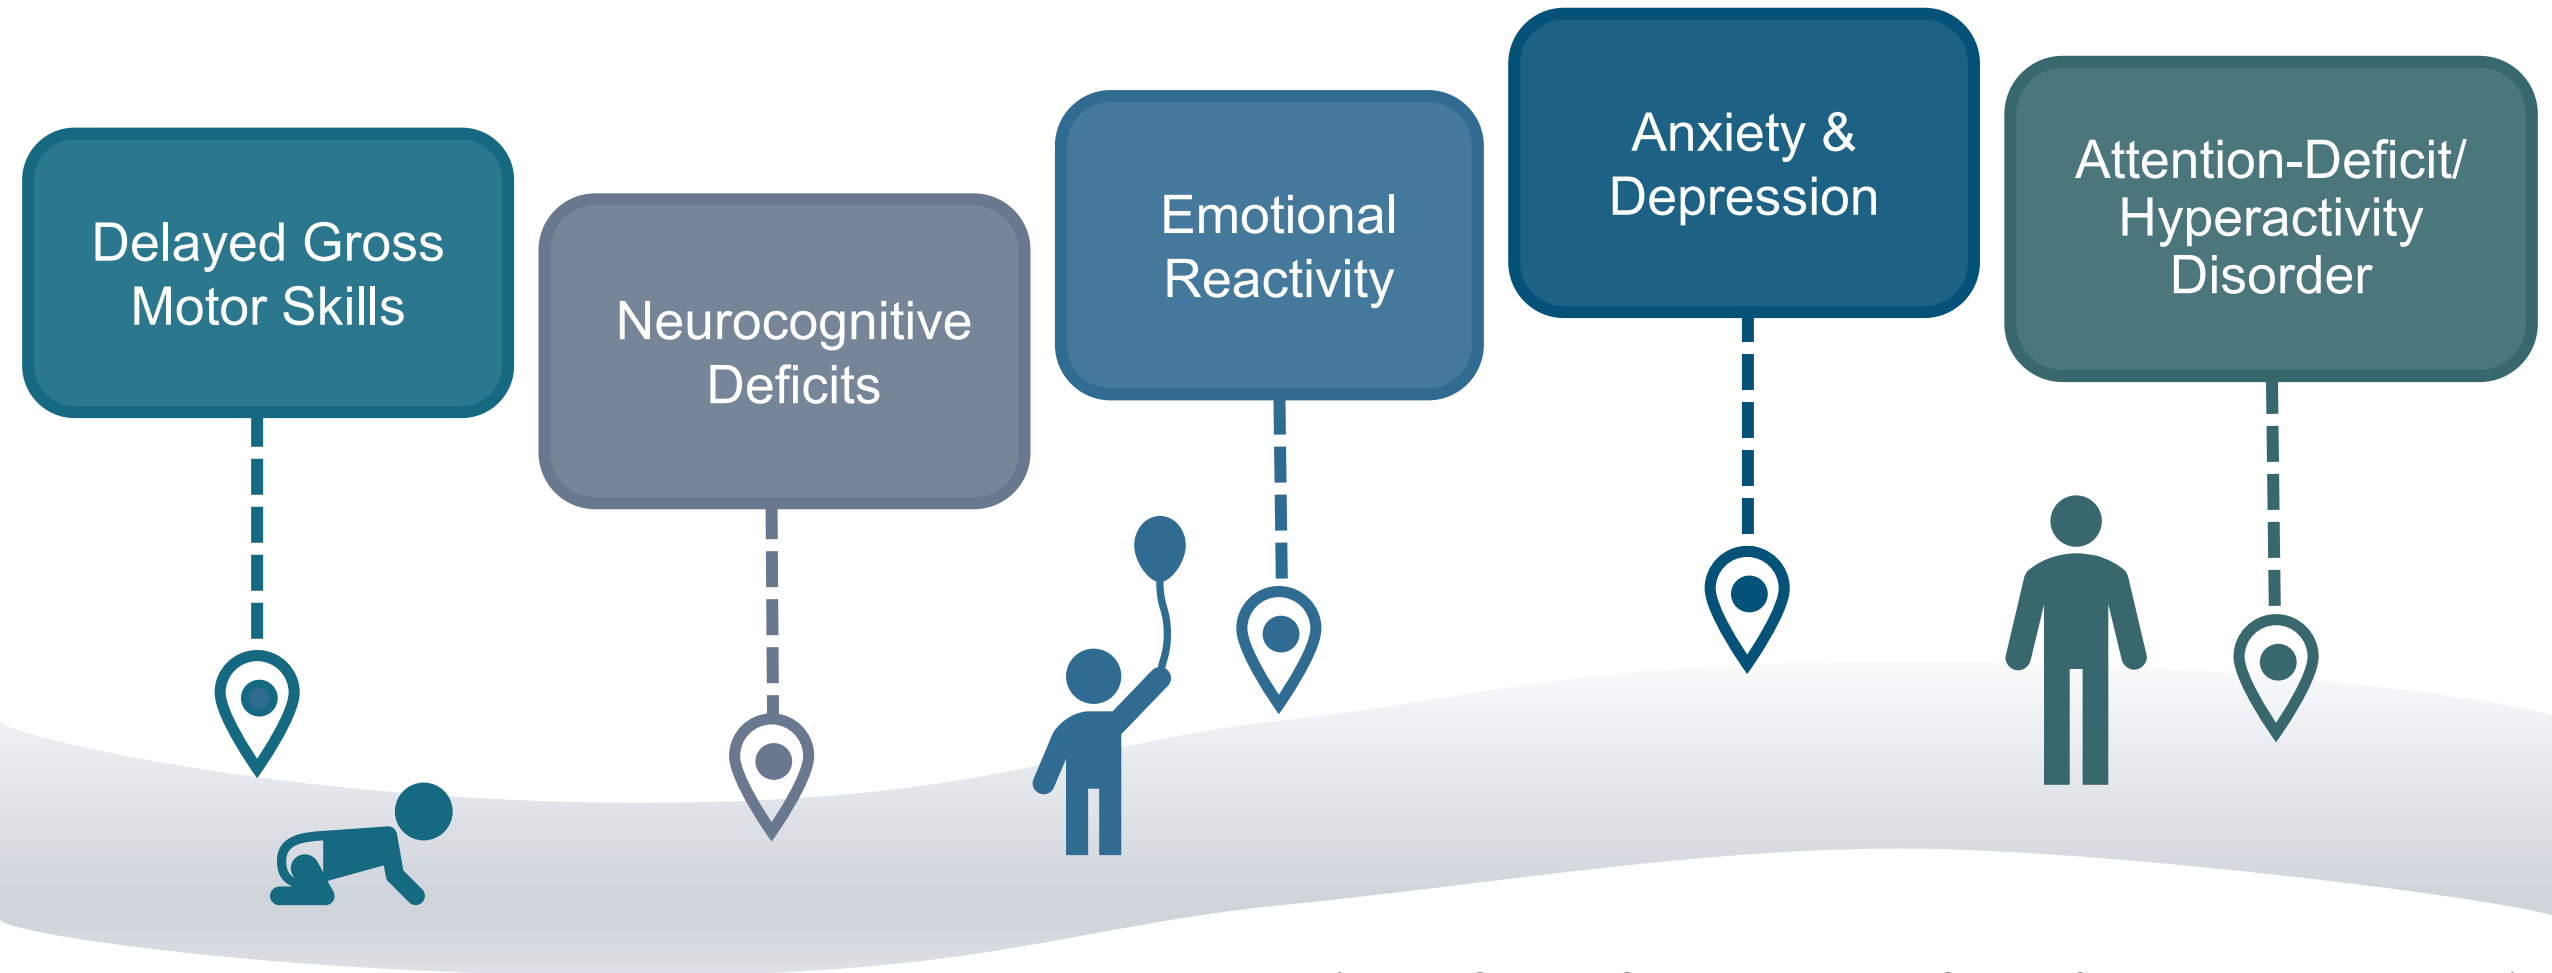 Delayed Gross
Motor Skills
Neurocognitive
Deficits
Emotional
Reactivity
Anxiety &
Depression
Attention-Deficit/
Hyperactivity
Disorder